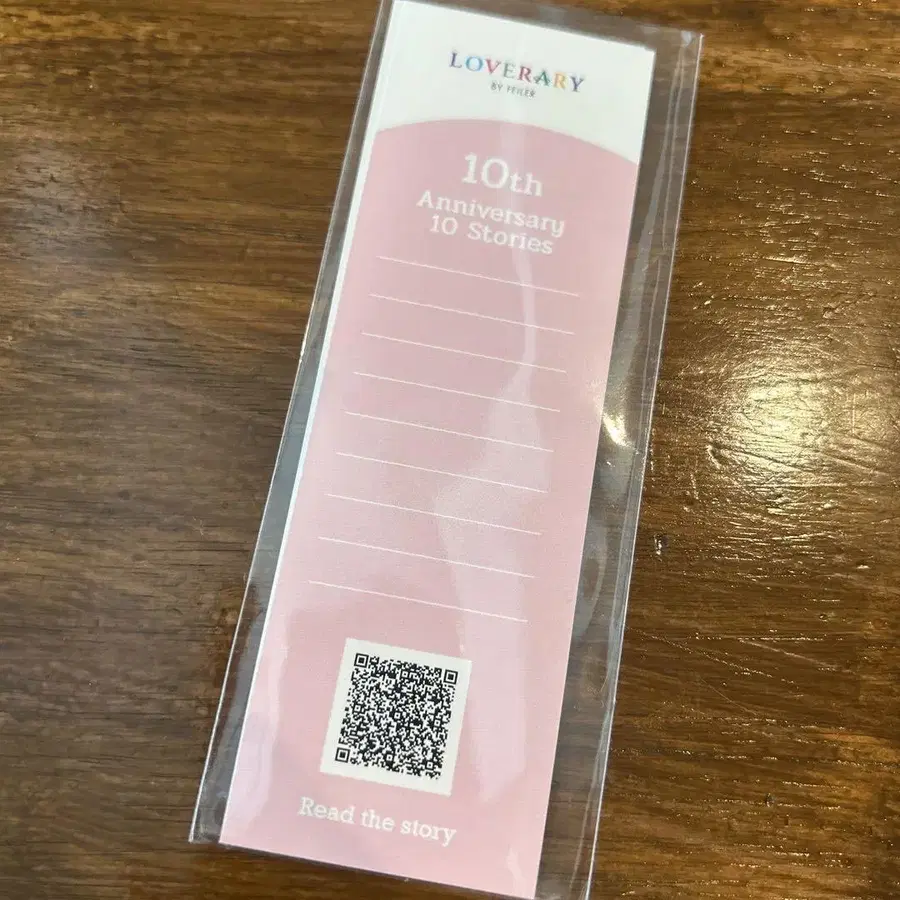 LOVERARY
BY FEILER
10th
Anniversary
10 Stories
Read the story